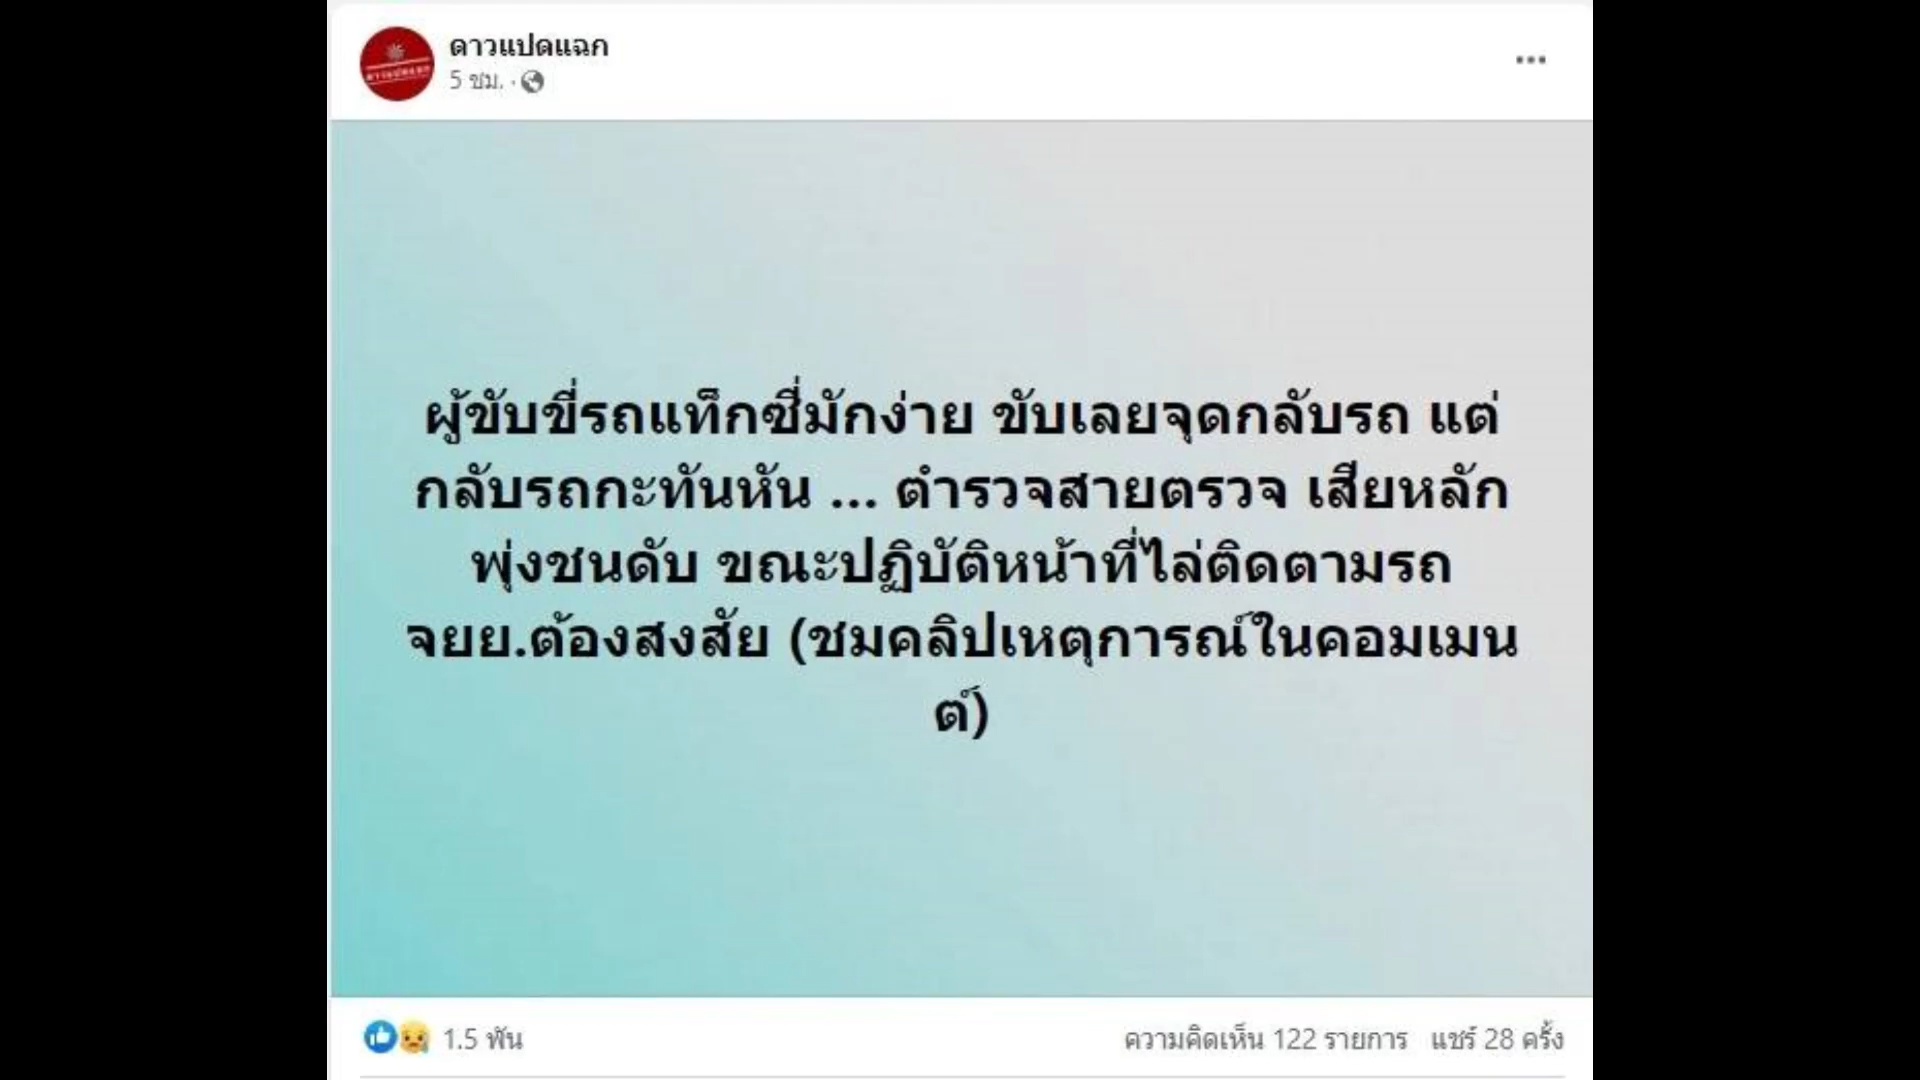 ดาวแปดแฉก
5 ชม. ·
ผู้ขับขี่รถแท็กซี่มักง่าย ขับเลยจุดกลับรถ แต่
กลับรถกะทันหัน ... ตำรวจสายตรวจ เสียหลัก
พุ่งชนดับ ขณะปฏิบัติหน้าที่ไล่ติดตามรถ
จยย.ต้องสงสัย (ชมคลิปเหตุการณ์ในคอมเมน
ต์)
1.5 พัน
ความคิดเห็น 122 รายการ แชร์ 28 ครั้ง